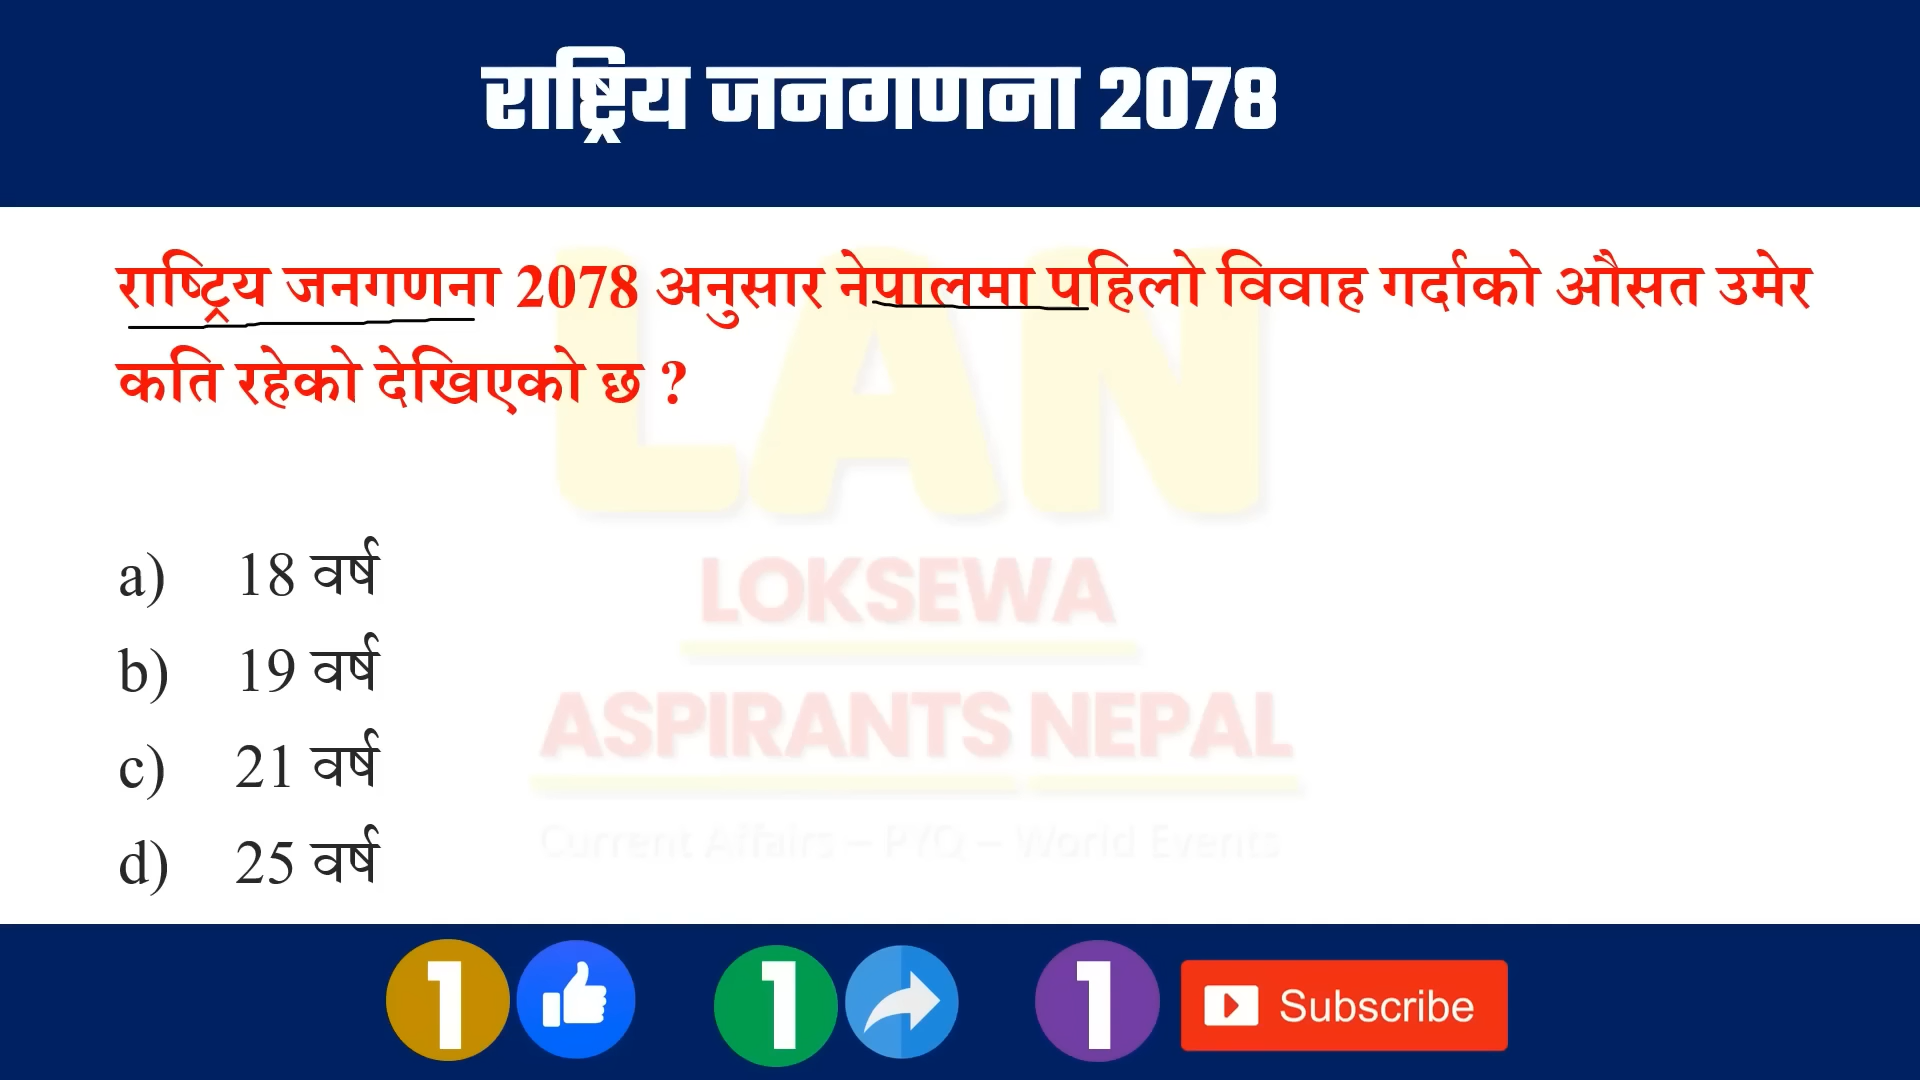 राष्ट्रिय जनगणना 2078
राष्ट्रिय जनगणना 2078 अनुसार नेपालमा पहिलो विवाह गर्दाको औसत उमेर
कति रहेको देखिएको छ ?
LAN
LOKSEWA
ASPIRANTS NEPAL
Current Affairs – PYQ – World Events
a) 18 वर्ष
b) 19 वर्ष
c) 21 वर्ष
d) 25 वर्ष
1 1 1 Subscribe